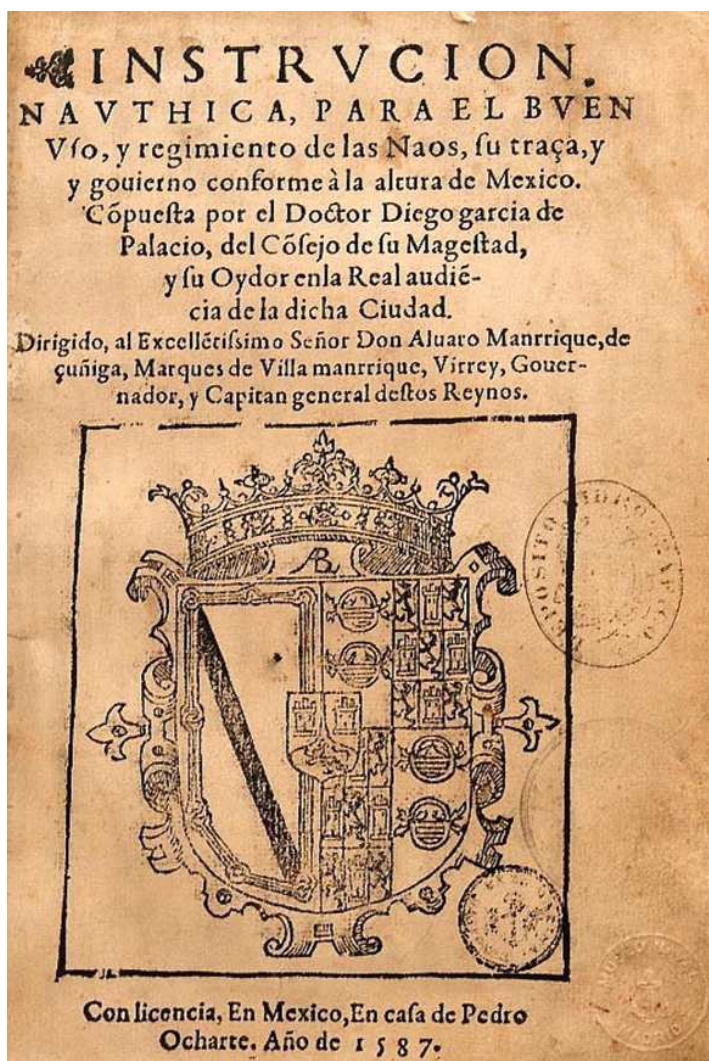 INSTRVCION,
NAVTHICA, PARA EL BVEN
Vſo, y regimiento de las Naos, ſu traça, y
y gouierno conforme à la altura de Mexico.
Cõpueſta por el Doctor Diego garcia de
Palacio, del Cõſejo de ſu Mageſtad,
y ſu Oydor enla Real audiẽ-
cia de la dicha Ciudad.
Dirigido, al Excellẽtiſsimo Señor Don Aluaro Manrrique, de
çuñiga, Marques de Villa manrrique, Virrey, Gouer-
nador, y Capitan general deſtos Reynos.
DEPOSITO HIDROGRAFICO
Con licencia, En Mexico, En caſa de Pedro
Ocharte. Año de 1587.